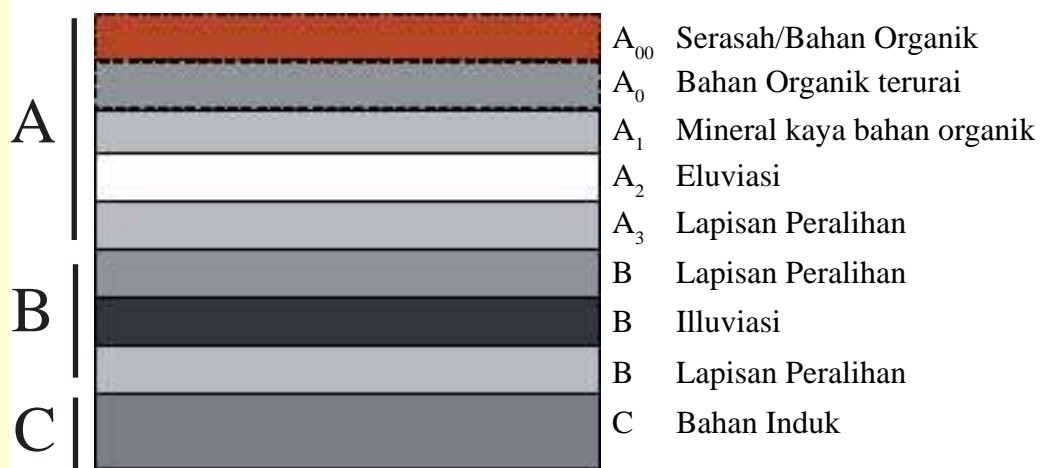 A
B
C
A00 Serasah/Bahan Organik
A0 Bahan Organik terurai
A1 Mineral kaya bahan organik
A2 Eluviasi
A3 Lapisan Peralihan
B Lapisan Peralihan
B Illuviasi
B Lapisan Peralihan
C Bahan Induk